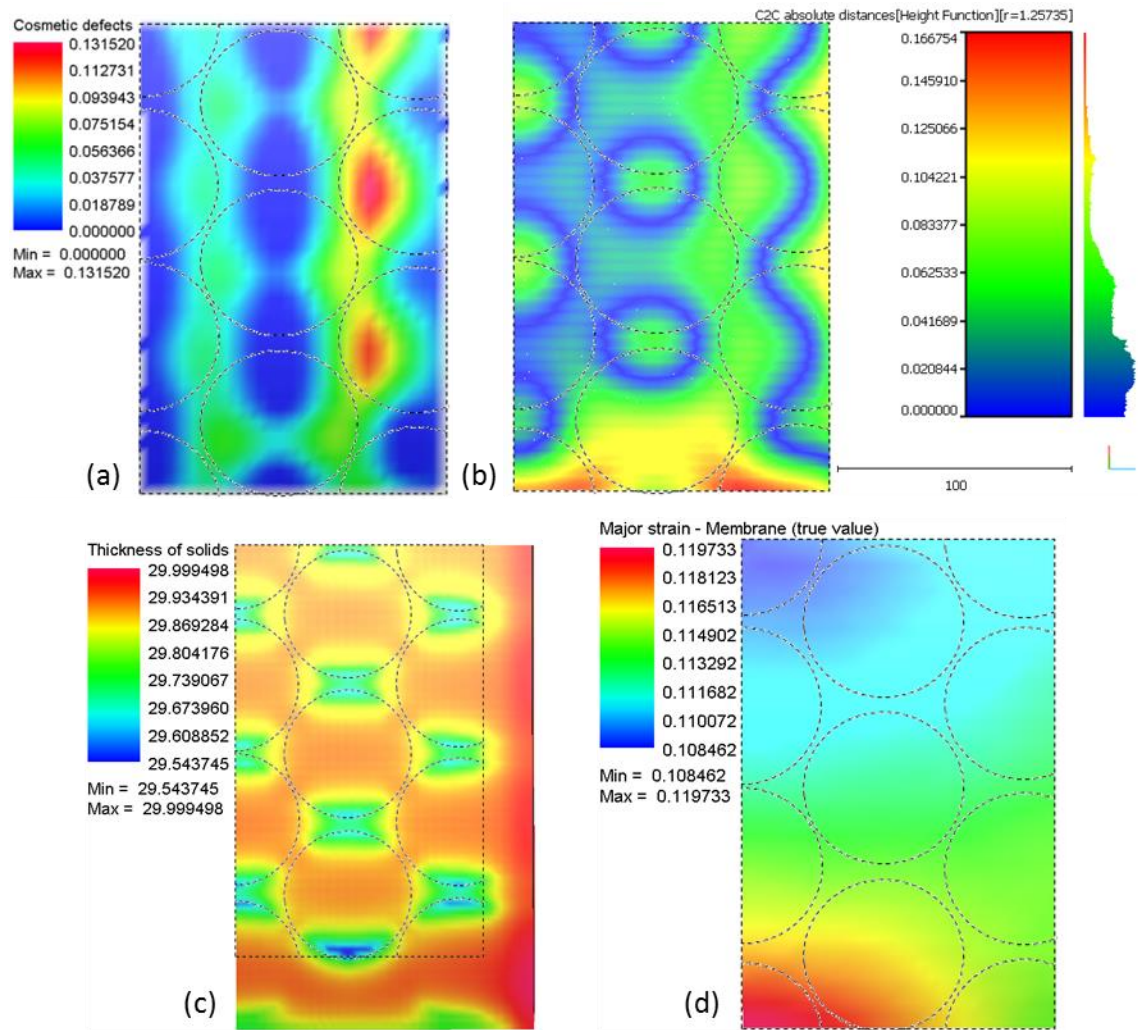 Cosmetic defects
0.131520
0.112731
0.093943
0.075154
0.056366
0.037577
0.018789
0.000000
Min = 0.000000
Max = 0.131520
(a)
C2C absolute distances[Height Function][r=1.25735]
0.166754
0.145910
0.125066
0.104221
0.083377
0.062533
0.041689
0.020844
0.000000
100
(b)
Thickness of solids
29.999498
29.934391
29.869284
29.804176
29.739067
29.673960
29.608852
29.543745
Min = 29.543745
Max = 29.999498
(c)
Major strain - Membrane (true value)
0.119733
0.118123
0.116513
0.114902
0.113292
0.111682
0.110072
0.108462
Min = 0.108462
Max = 0.119733
(d)